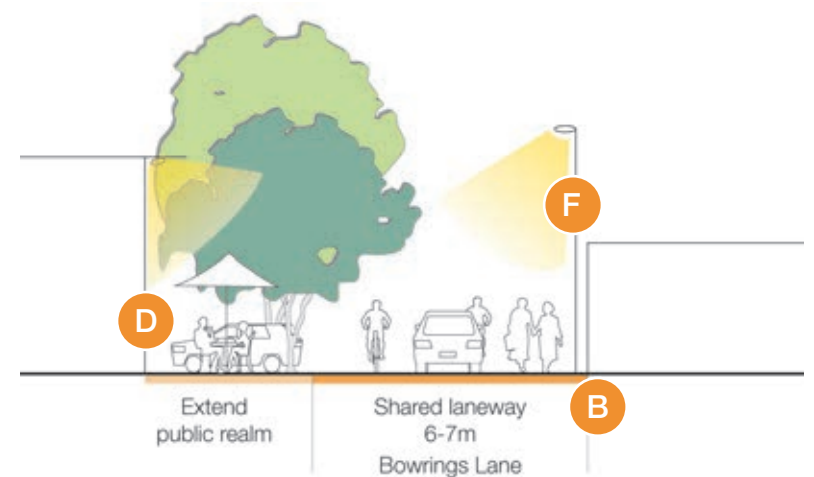 F
D
B
Extend
public realm
Shared laneway
6-7m
Bowrings Lane